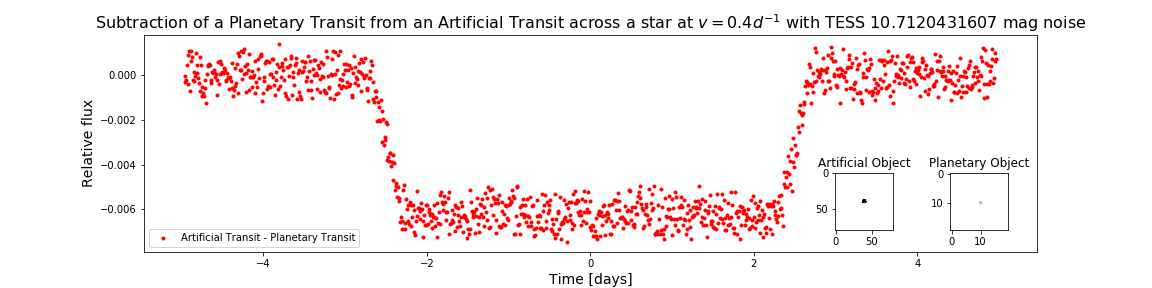 Subtraction of a Planetary Transit from an Artificial Transit across a star at v = 0.4d⁻¹ with TESS 10.7120431607 mag noise
0.000
−0.002
−0.004
−0.006
Relative flux
Artificial Transit - Planetary Transit
−4
−2
0
2
4
Time [days]
Artificial Object
0
50
0
50
Planetary Object
0
10
0
10